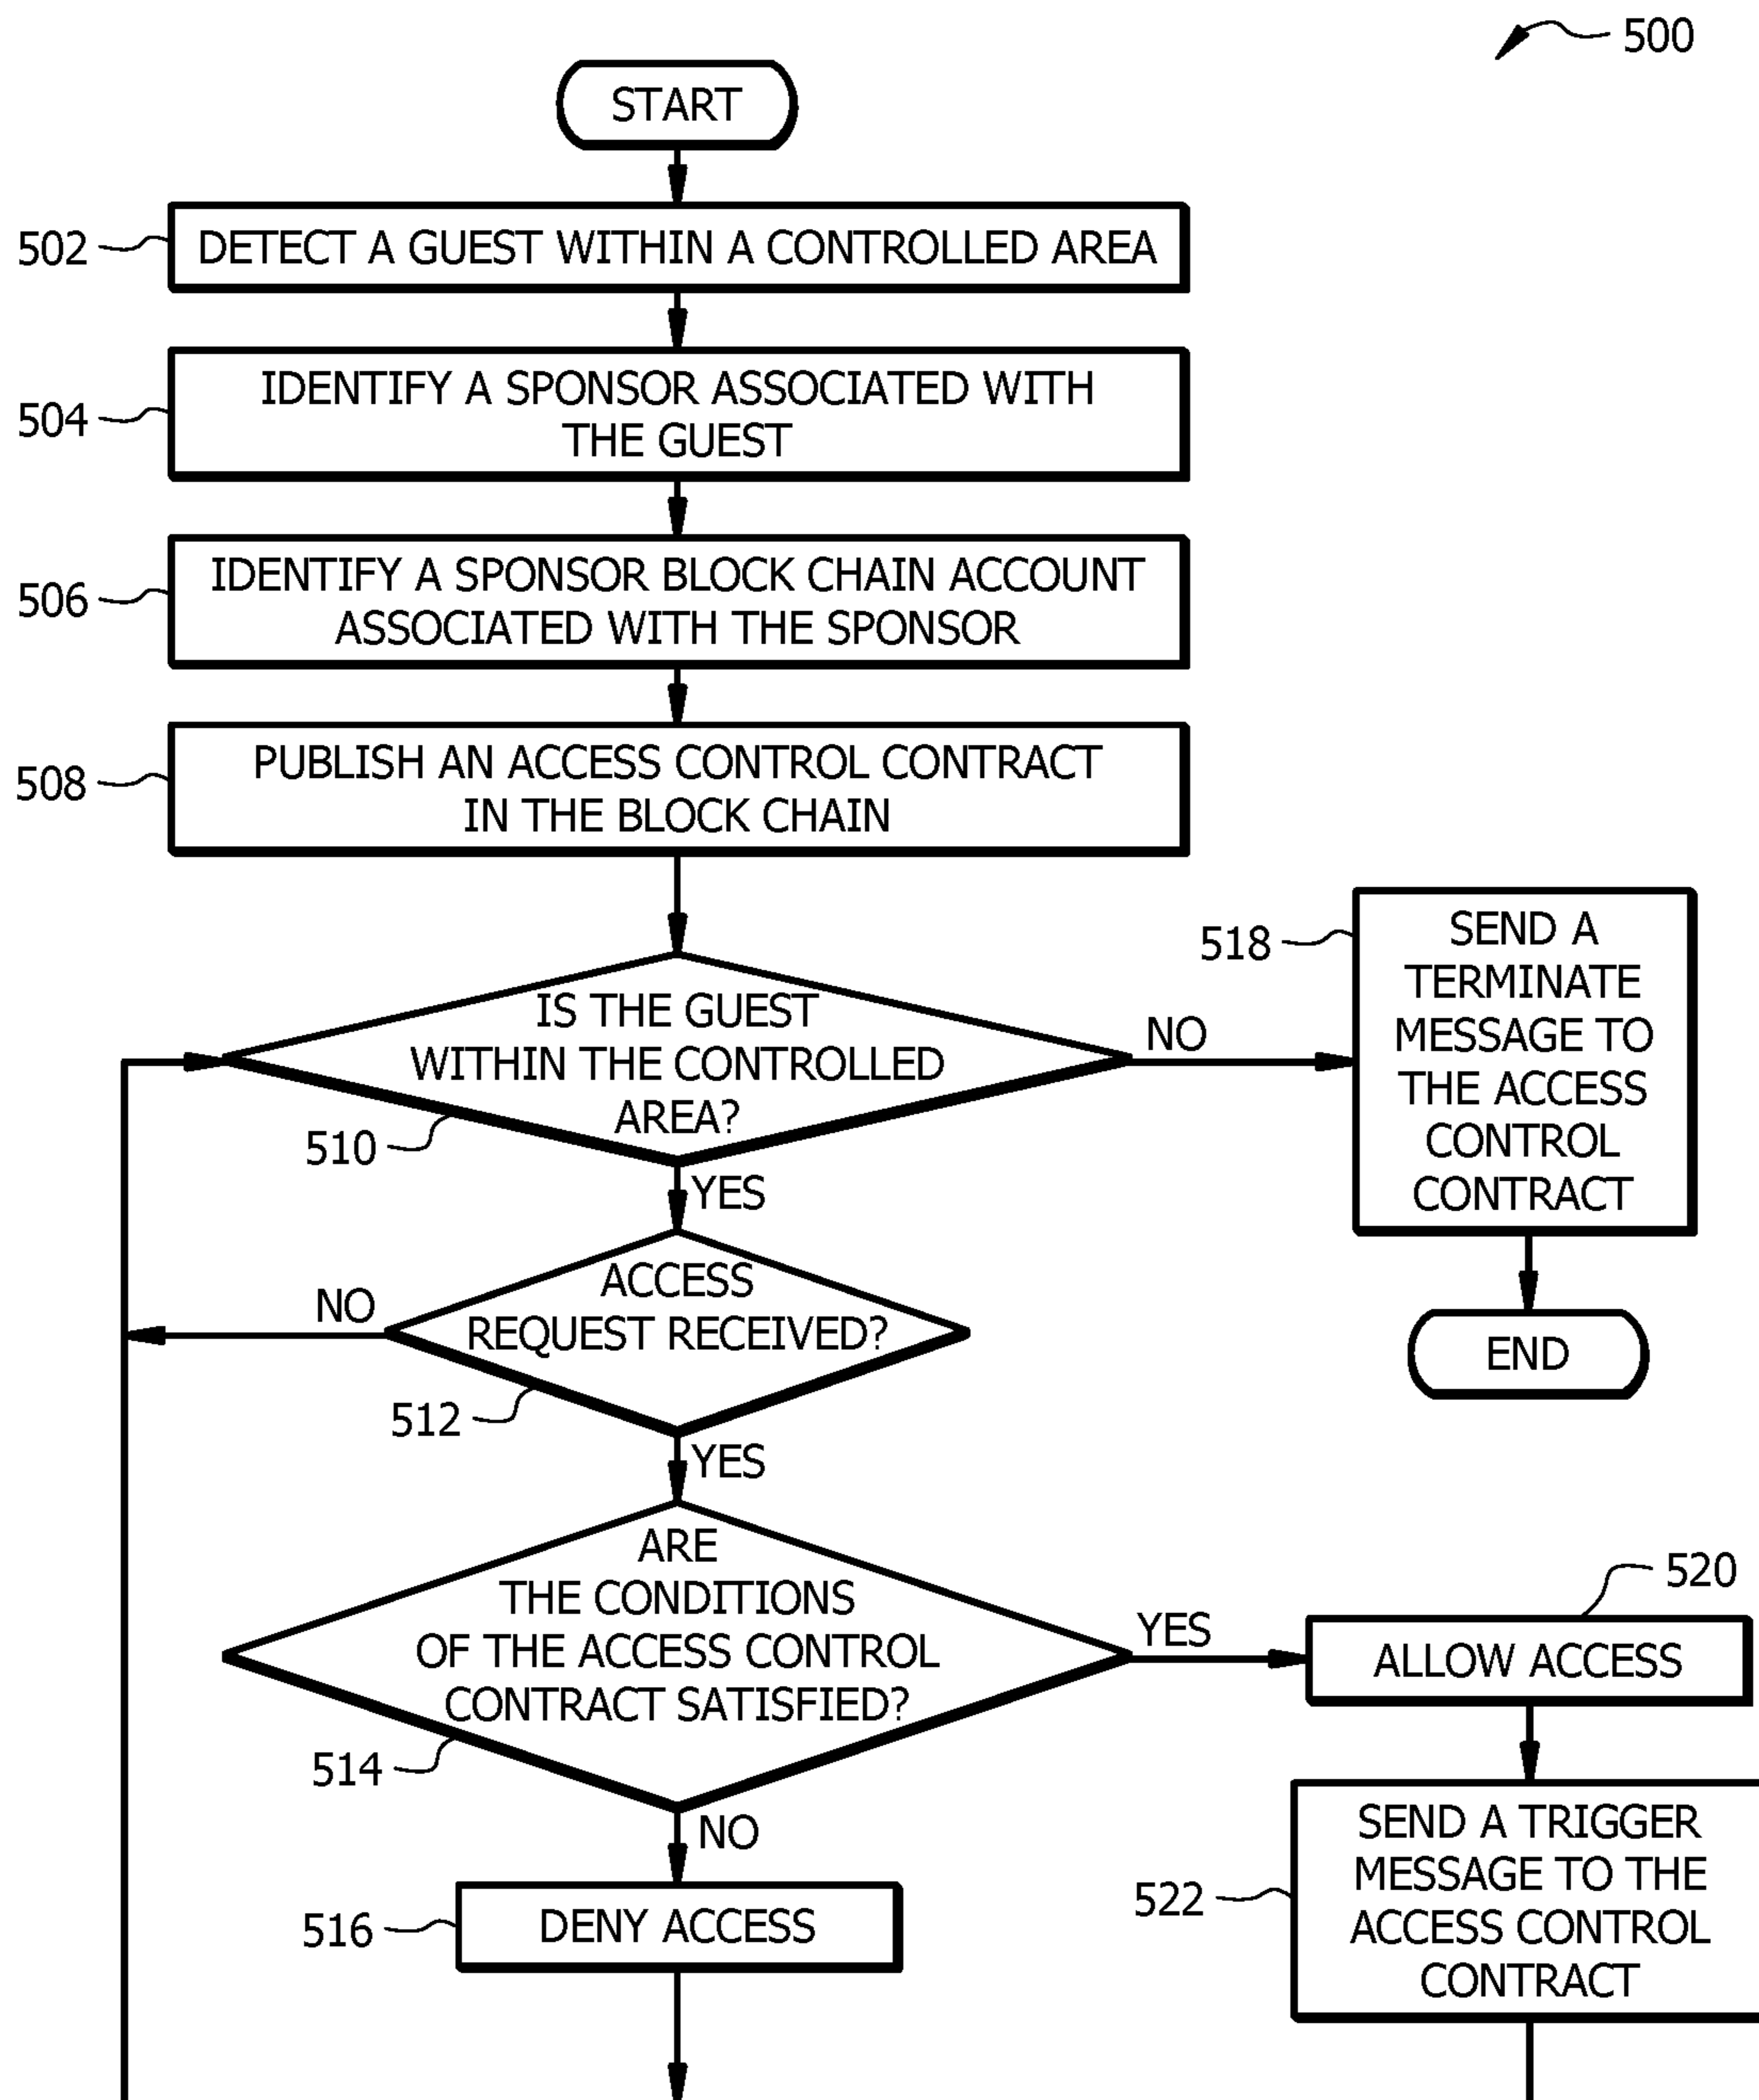 500
START
502
DETECT A GUEST WITHIN A CONTROLLED AREA
504
IDENTIFY A SPONSOR ASSOCIATED WITH
THE GUEST
506
IDENTIFY A SPONSOR BLOCK CHAIN ACCOUNT
ASSOCIATED WITH THE SPONSOR
508
PUBLISH AN ACCESS CONTROL CONTRACT
IN THE BLOCK CHAIN
510
IS THE GUEST
WITHIN THE CONTROLLED
AREA?
NO
518
SEND A
TERMINATE
MESSAGE TO
THE ACCESS
CONTROL
CONTRACT
END
YES
512
ACCESS
REQUEST RECEIVED?
NO
YES
514
ARE
THE CONDITIONS
OF THE ACCESS CONTROL
CONTRACT SATISFIED?
YES
520
ALLOW ACCESS
522
SEND A TRIGGER
MESSAGE TO THE
ACCESS CONTROL
CONTRACT
NO
516
DENY ACCESS